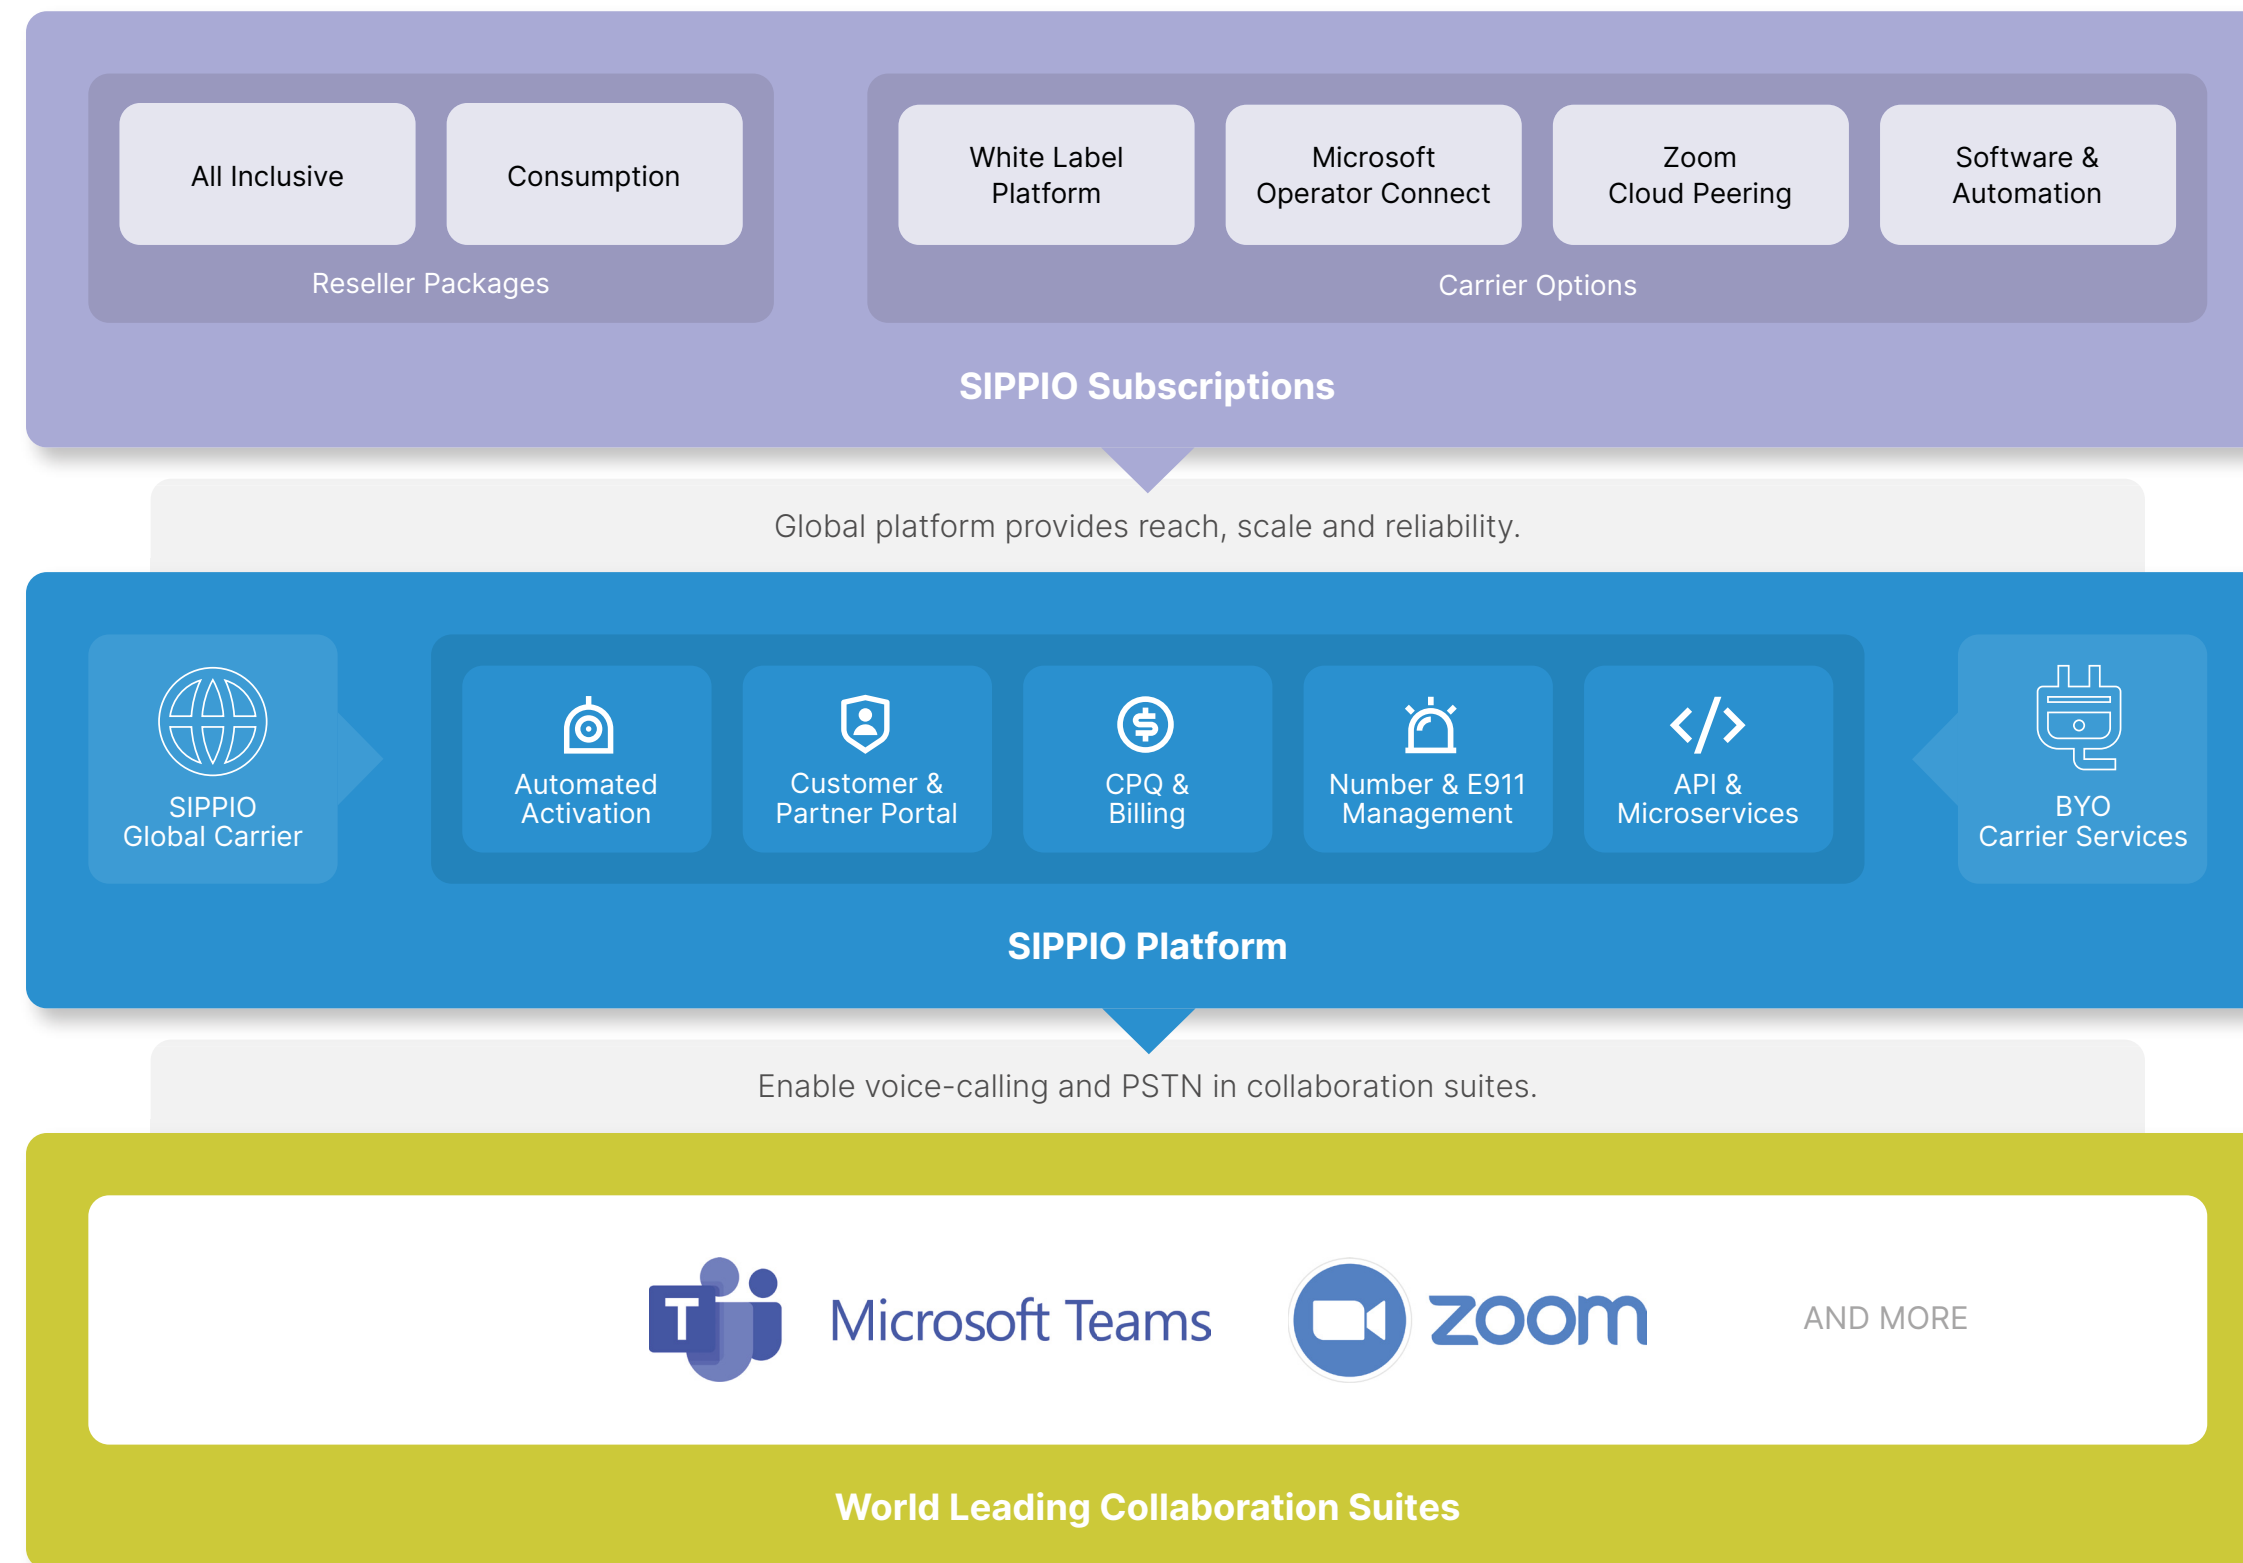 All Inclusive
Consumption
Reseller Packages
White Label
Platform
Microsoft
Operator Connect
Zoom
Cloud Peering
Software &
Automation
Carrier Options
SIPPIO Subscriptions
Global platform provides reach, scale and reliability.
SIPPIO
Global Carrier
Automated
Activation
Customer &
Partner Portal
CPQ &
Billing
Number & E911
Management
API &
Microservices
BYO
Carrier Services
SIPPIO Platform
Enable voice-calling and PSTN in collaboration suites.
T
Microsoft Teams
zoom
AND MORE
World Leading Collaboration Suites